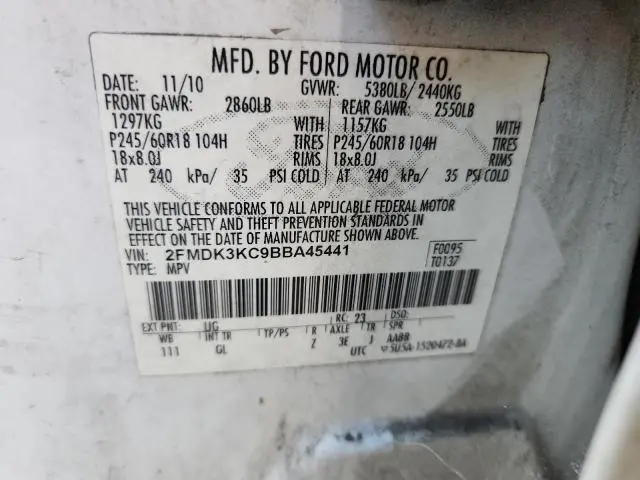 MFD. BY FORD MOTOR CO.
DATE: 11/10 GVWR: 5380LB/ 2440KG
FRONT GAWR: 2860LB REAR GAWR: 2550LB
1297KG WITH 1157KG WITH
P245/60R18 104H TIRES P245/60R18 104H TIRES
18x8.0J RIMS 18x8.0J RIMS
AT 240 kPa/ 35 PSI COLD AT 240 kPa/ 35 PSI COLD
THIS VEHICLE CONFORMS TO ALL APPLICABLE FEDERAL MOTOR
VEHICLE SAFETY AND THEFT PREVENTION STANDARDS IN
EFFECT ON THE DATE OF MANUFACTURE SHOWN ABOVE.
VIN: 2FMDK3KC9BBA45441 F0095
TYPE: MPV T0137
EXT PNT: UG RC: 23 DSO:
WB INT TR TP/PS R AXLE TR SPR
111 GL Z 3E J AABB
UTC